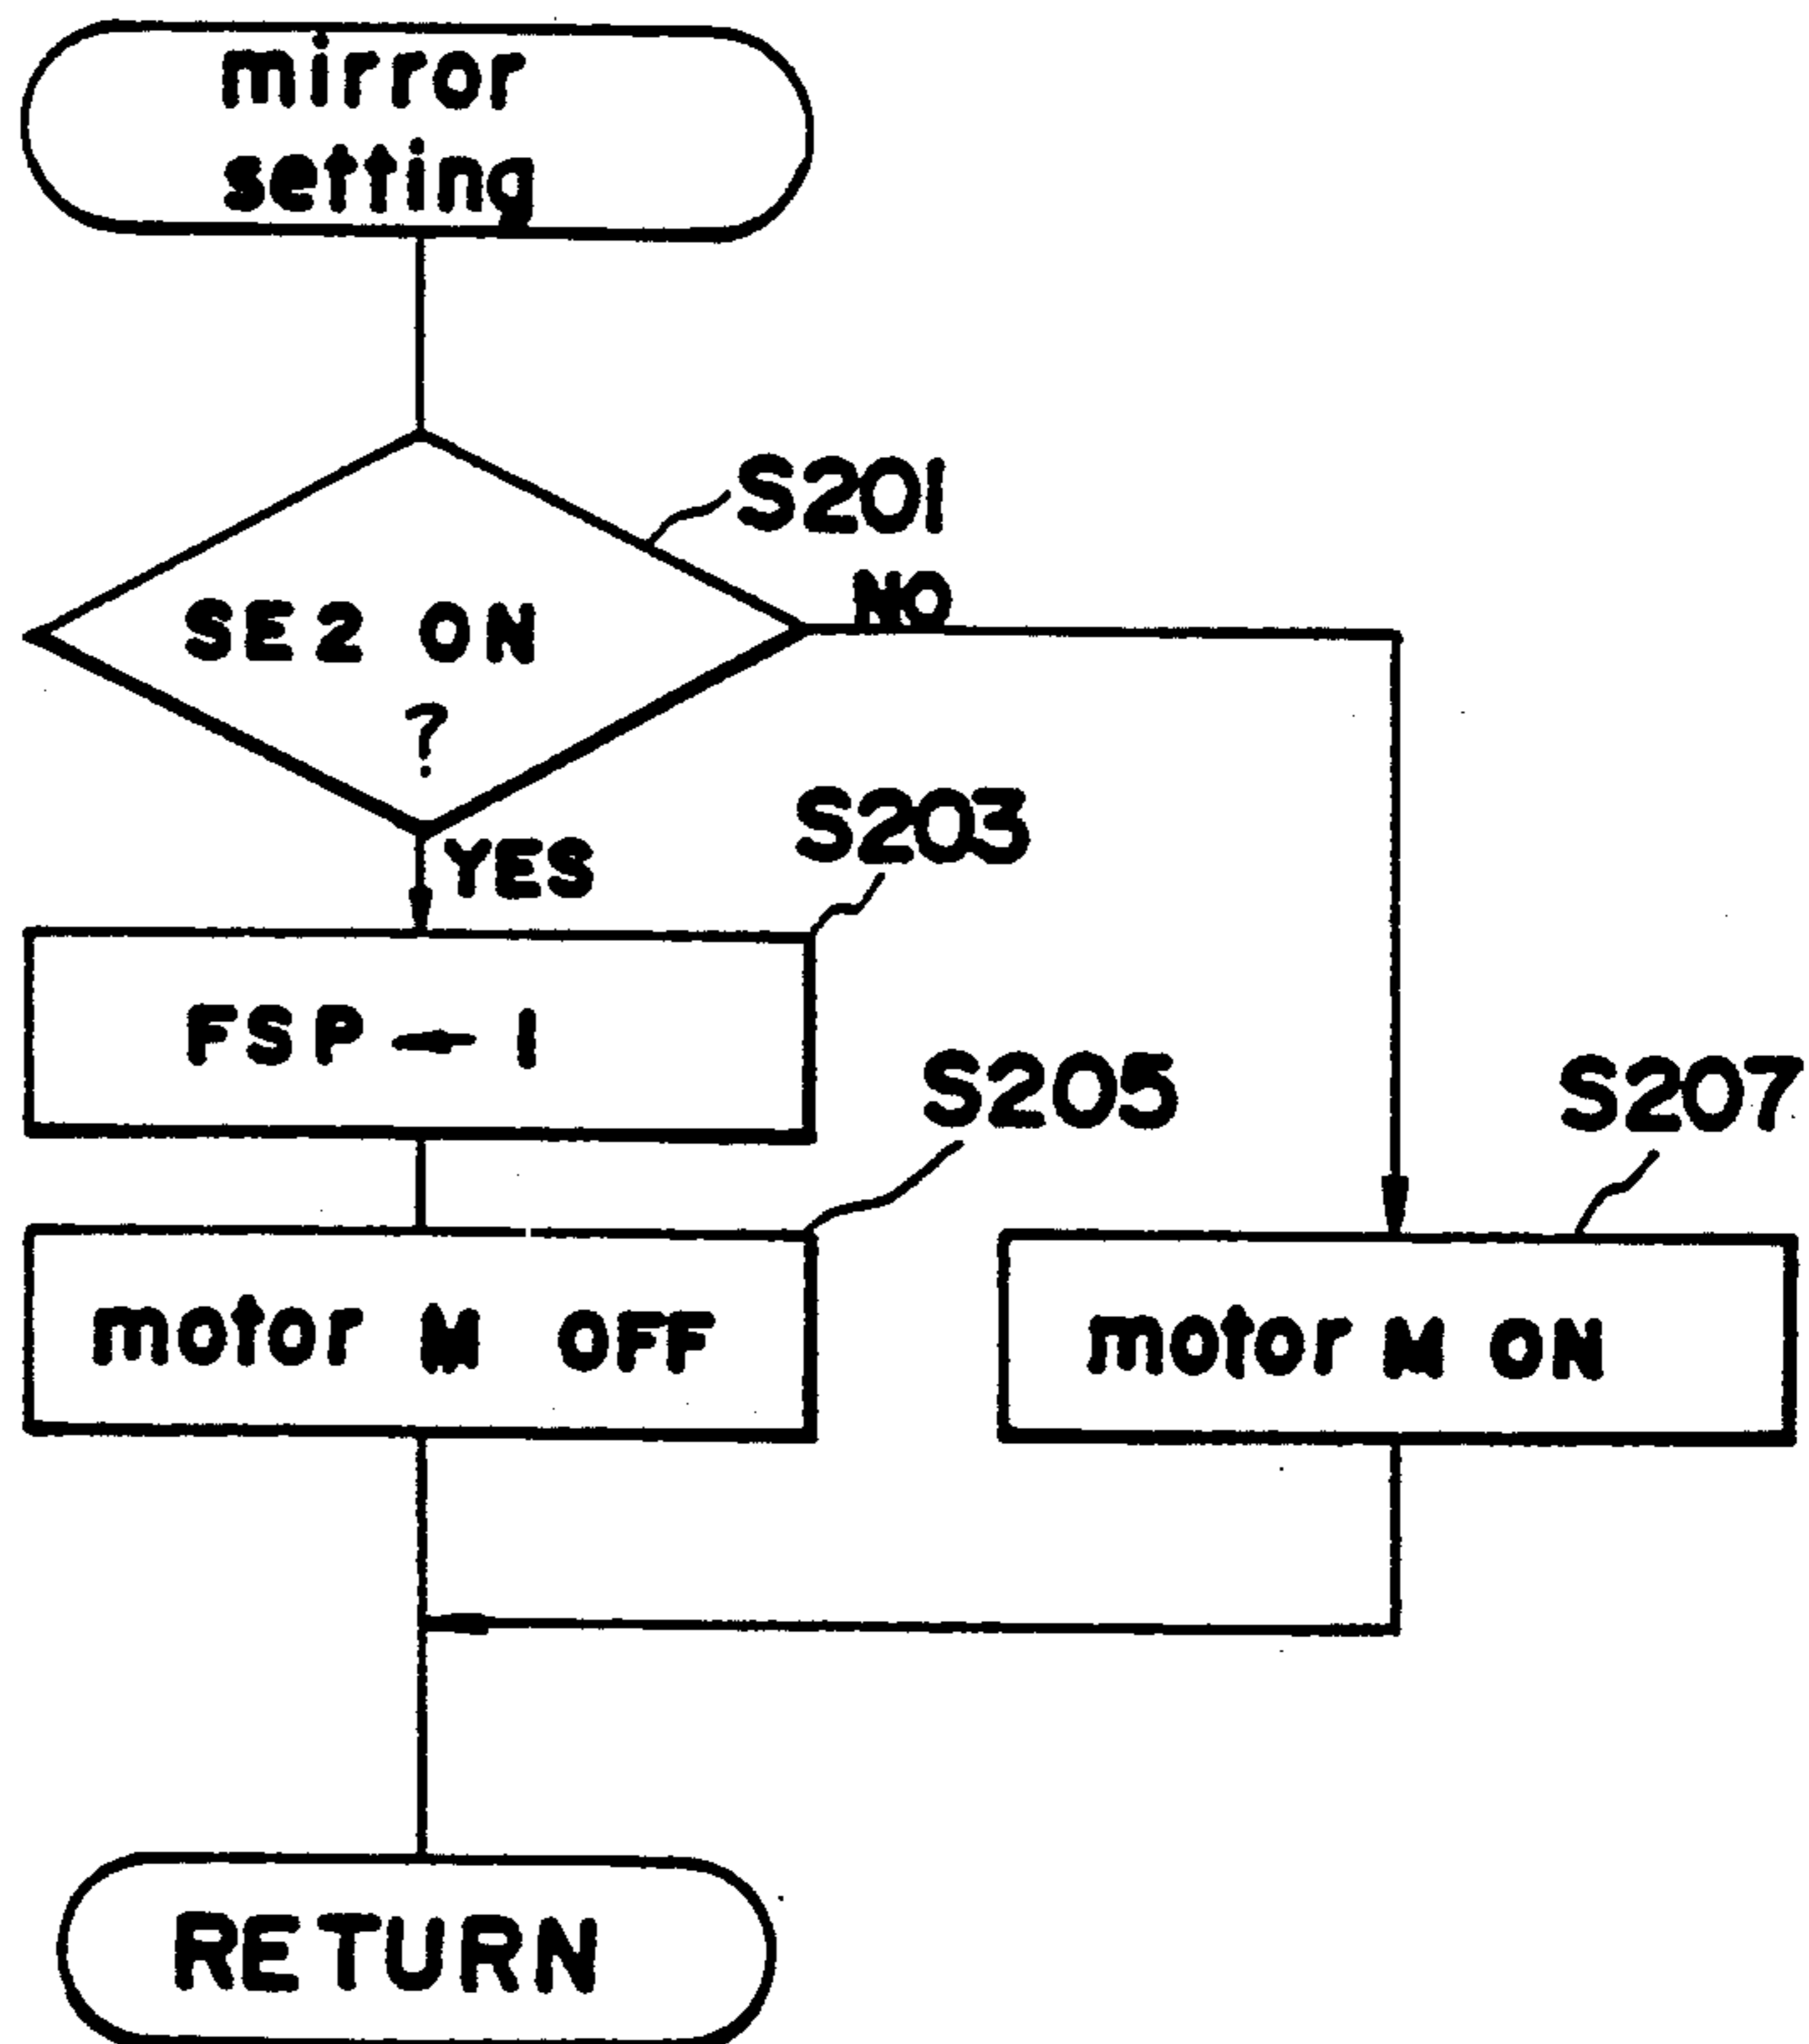 mirror
setting
S201
NO
SE2 ON
?
YES
S203
FSP ← 1
S205
S207
motor M OFF
motor M ON
RETURN